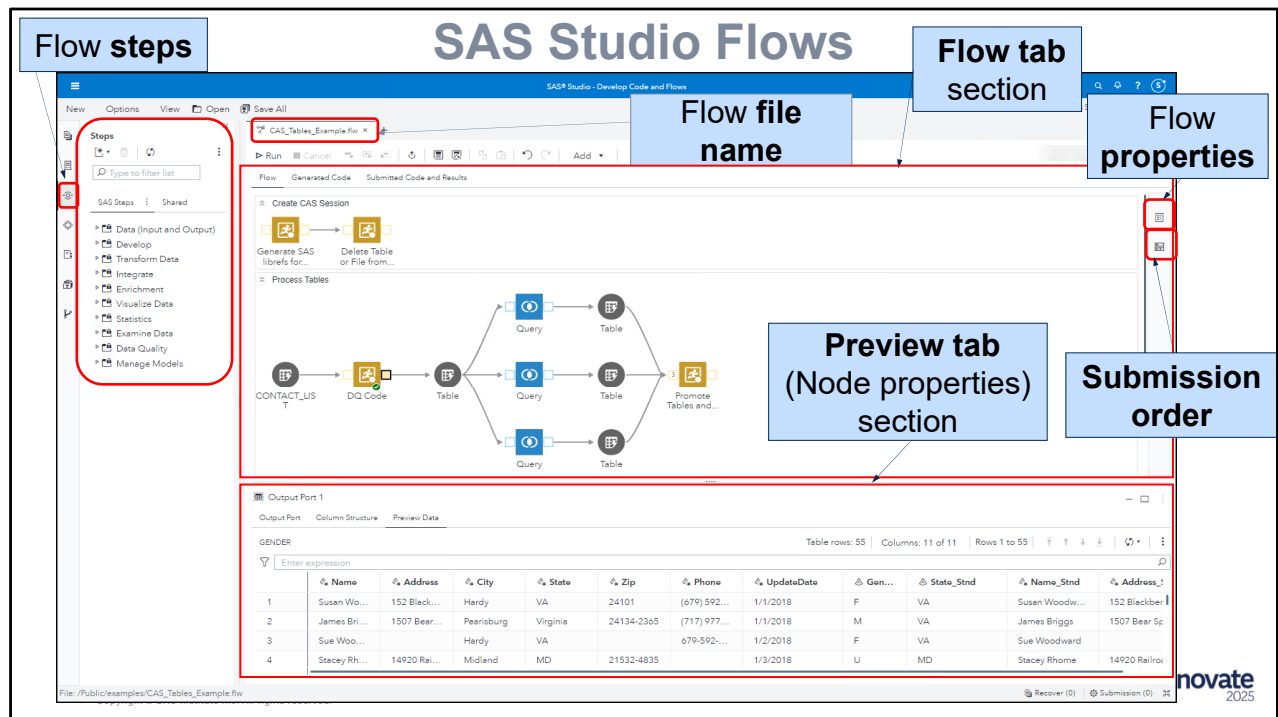 SAS Studio Flows
Flow steps
Flow tab
section
Flow file
name
Flow
properties
Preview tab
(Node properties)
section
Submission
order
SAS® Studio - Develop Code and Flows
New Options View Open Save All
CAS_Tables_Example.flw
Run Cancel Add
Steps
Type to filter list
SAS Steps Shared
Data (Input and Output)
Develop
Transform Data
Integrate
Enrichment
Visualize Data
Statistics
Examine Data
Data Quality
Manage Models
Flow Generated Code Submitted Code and Results
Create CAS Session
Generate SAS
librefs for...
Delete Table
or File from...
Process Tables
Query Table
CONTACT_LIS
T
DQ Code
Table
Query
Table
3
Promote
Tables and...
Query Table
Output Port 1
Output Port Column Structure Preview Data
GENDER Table rows: 55 Columns: 11 of 11 Rows 1 to 55
Enter expression
Name Address City State Zip Phone UpdateDate Gen... State_Stnd Name_Stnd
1 Susan Wo... 152 Black... Hardy VA 24101 (679) 592... 1/1/2018 F VA Susan Woodw... 152 Blackber
2 James Bri... 1507 Bear... Pearisburg Virginia 24134-2365 (717) 977... 1/1/2018 M VA James Briggs 1507 Bear Sp
3 Sue Woo... Hardy VA 679-592-... 1/2/2018 F VA Sue Woodward
4 Stacey Rh... 14920 Rai... Midland MD 21532-4835 1/3/2018 U MD Stacey Rhome 14920 Railro
File: /Public/examples/CAS_Tables_Example.flw Recover (0) Submission (0)
novate
2025